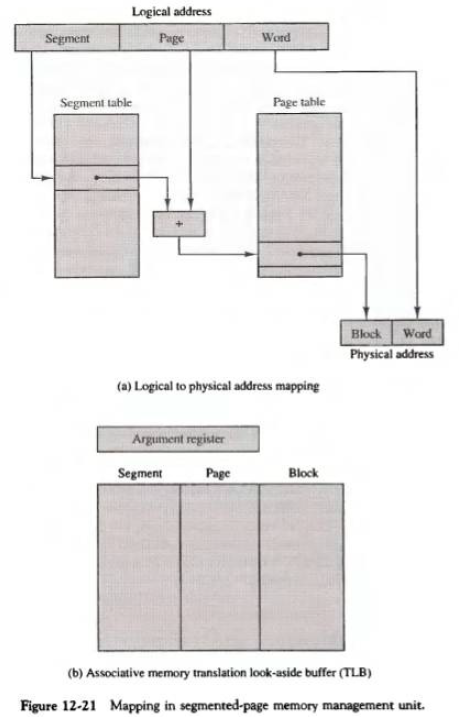 Logical address
Segment Page Word
Segment table Page table
+
Block Word
Physical address
(a) Logical to physical address mapping
Argument register
Segment Page Block
(b) Associative memory translation look-aside buffer (TLB)
Figure 12-21 Mapping in segmented-page memory management unit.